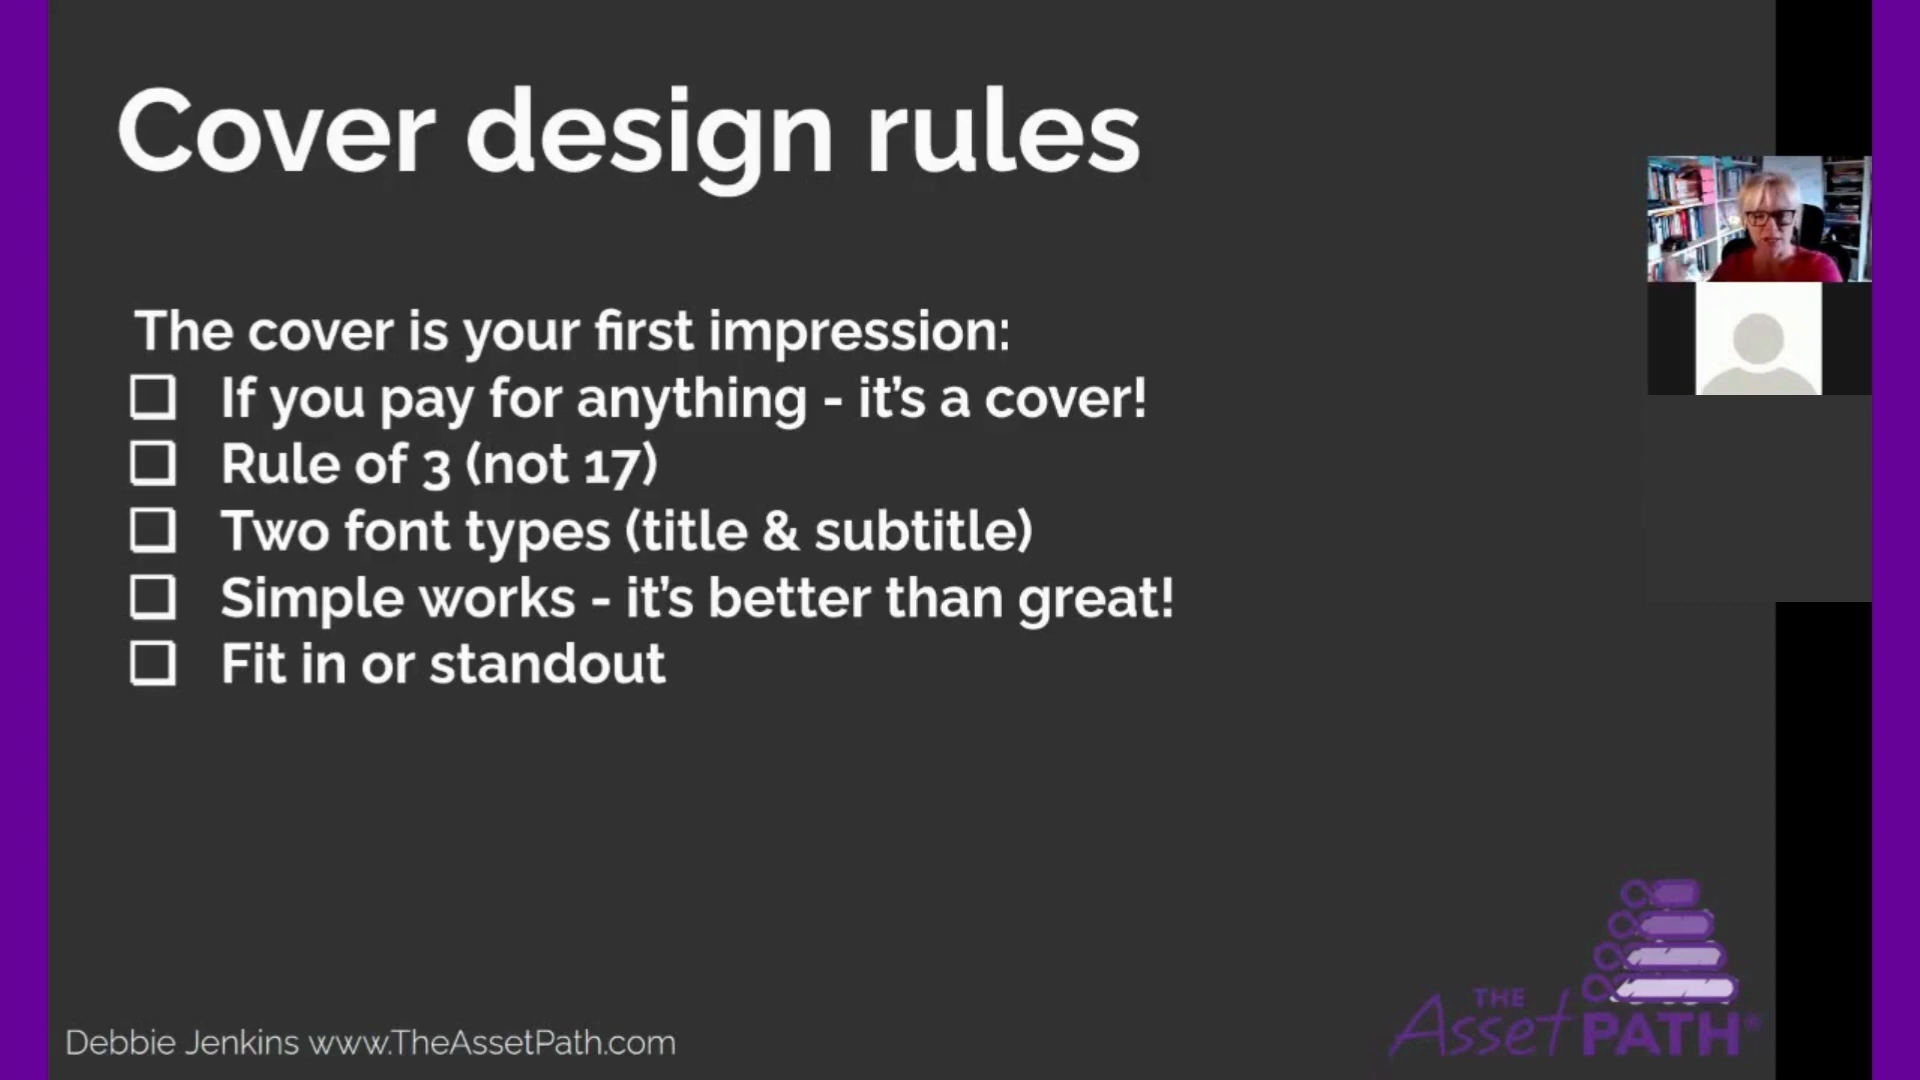 Cover design rules
The cover is your first impression:
If you pay for anything - it's a cover!
Rule of 3 (not 17)
Two font types (title & subtitle)
Simple works - it's better than great!
Fit in or standout
Debbie Jenkins www.TheAssetPath.com
THE
Asset PATH®